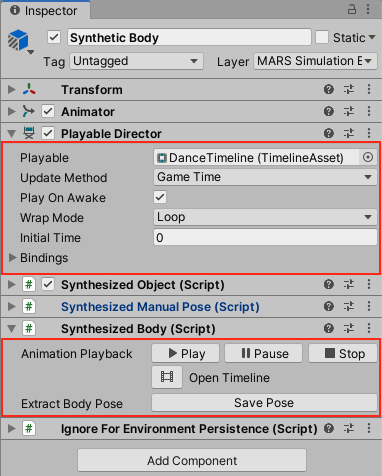 Inspector
Synthetic Body
Static
Tag Untagged Layer MARS Simulation E
Transform
Animator
Playable Director
Playable DanceTimeline (TimelineAsset)
Update Method Game Time
Play On Awake
Wrap Mode Loop
Initial Time 0
Bindings
Synthesized Object (Script)
Synthesized Manual Pose (Script)
Synthesized Body (Script)
Animation Playback Play Pause Stop
Open Timeline
Extract Body Pose Save Pose
Ignore For Environment Persistence (Script)
Add Component